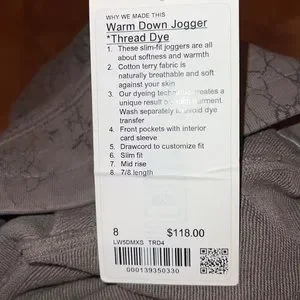 WHY WE MADE THIS
Warm Down Jogger
*Thread Dye
1. These slim-fit joggers are all
about softness and warmth
2. Cotton terry fabric is
naturally breathable and soft
against your skin
3. Our dyeing technique creates a
unique result on each garment.
Wash separately to avoid dye
transfer
4. Front pockets with interior
card sleeve
5. Drawcord to customize fit
6. Slim fit
7. Mid rise
8. 7/8 length
8 $118.00
LW5DMXS TRD4
000139350330